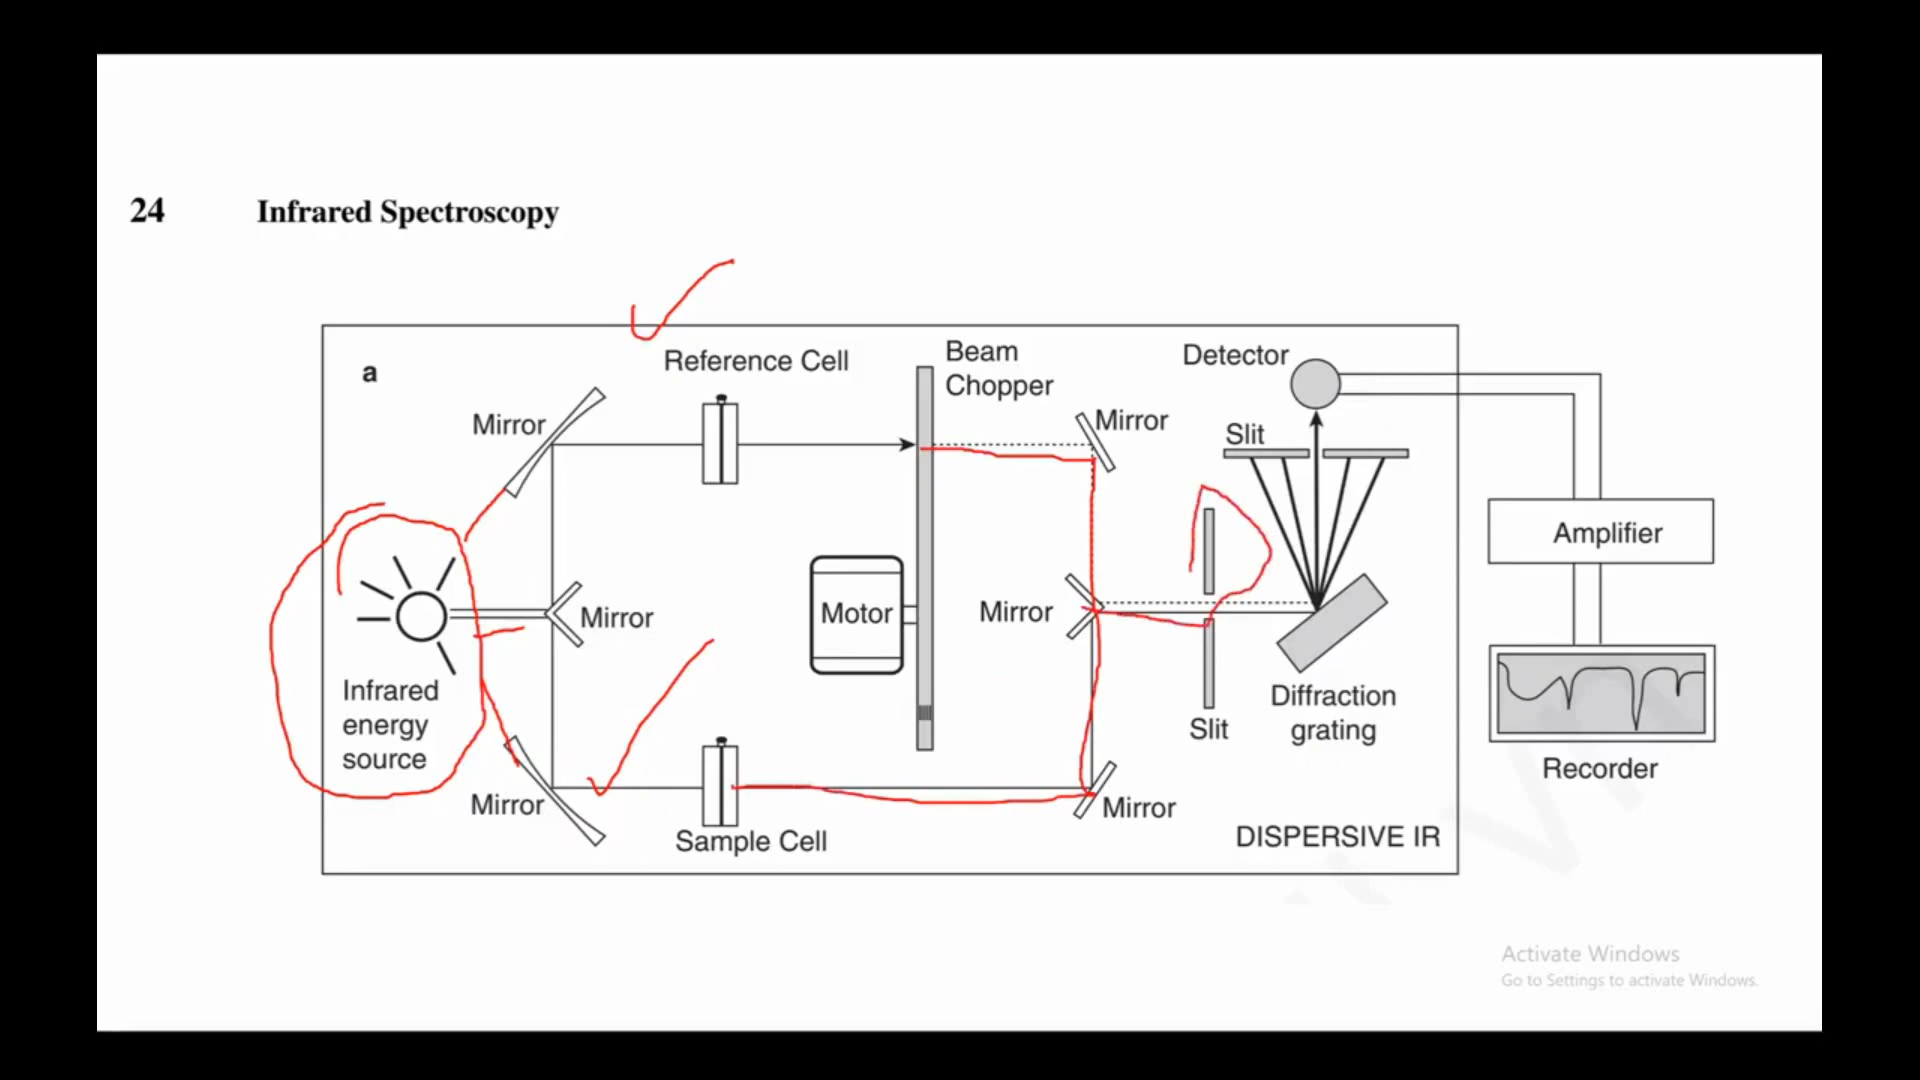 24 Infrared Spectroscopy
a
Reference Cell
Beam
Chopper
Detector
Mirror
Mirror
Slit
Amplifier
Mirror
Motor
Mirror
Infrared
energy
source
Slit
Diffraction
grating
Recorder
Mirror
Sample Cell
Mirror
DISPERSIVE IR
Activate Windows
Go to Settings to activate Windows.